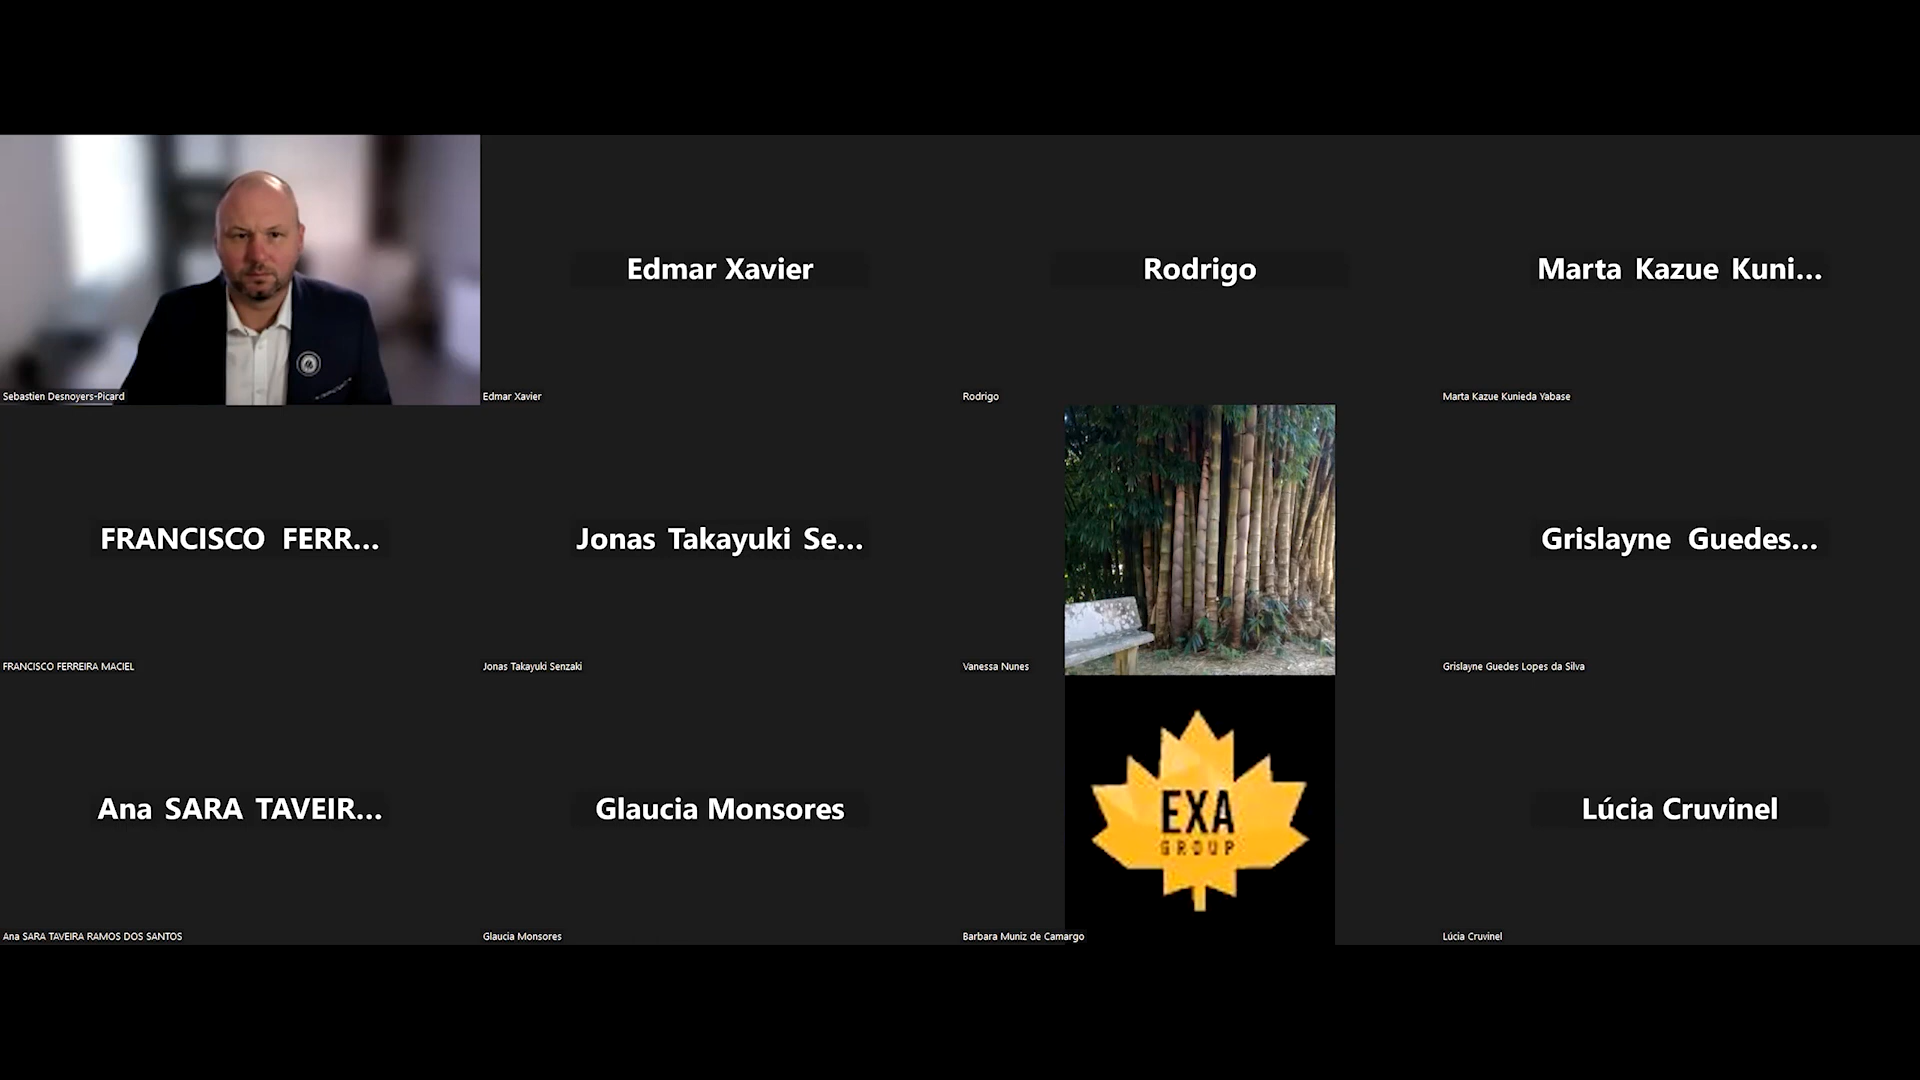 Sebastien Desnoyers-Picard
Edmar Xavier
Edmar Xavier
Rodrigo
Rodrigo
Marta Kazue Kuni...
Marta Kazue Kunieda Yabase
FRANCISCO FERR...
FRANCISCO FERREIRA MACIEL
Jonas Takayuki Se...
Jonas Takayuki Senzaki
Vanessa Nunes
Grislayne Guedes...
Grislayne Guedes Lopes da Silva
Ana SARA TAVEIR...
Ana SARA TAVEIRA RAMOS DOS SANTOS
Glaucia Monsores
Glaucia Monsores
EXA
GROUP
Barbara Muniz de Camargo
Lúcia Cruvinel
Lúcia Cruvinel